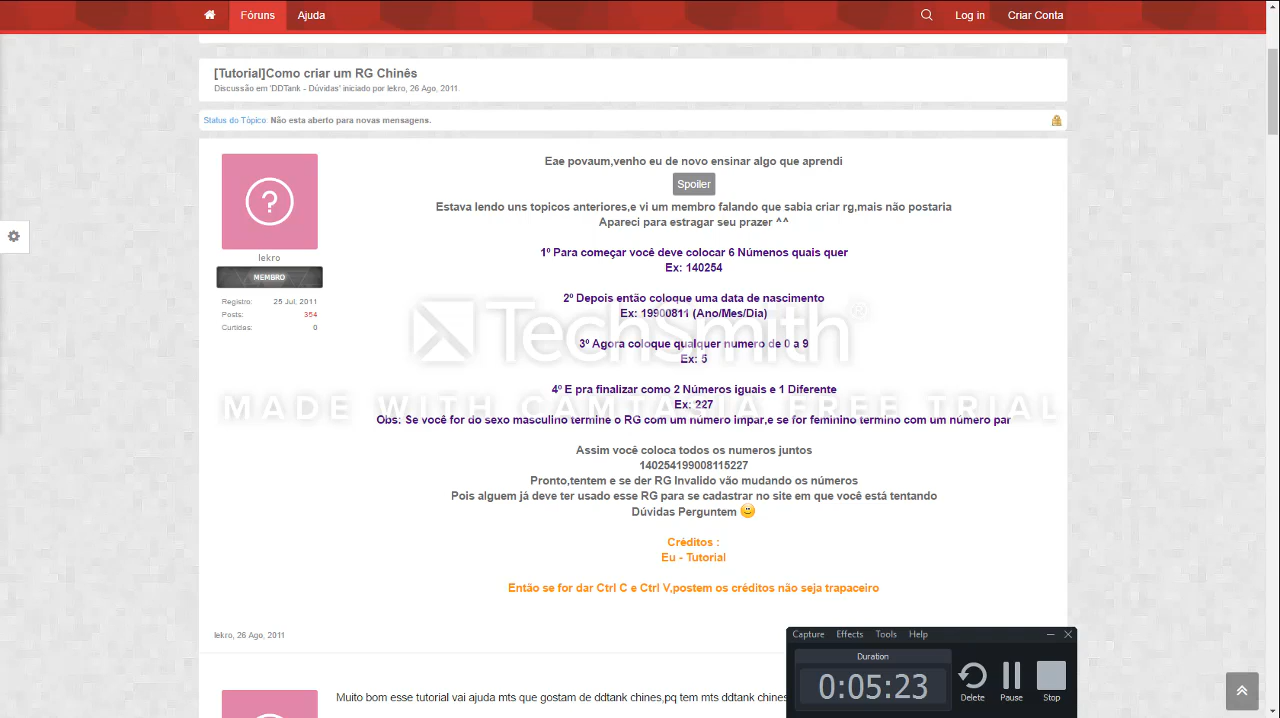 Fóruns
Ajuda
Log in
Criar Conta
[Tutorial]Como criar um RG Chinês
Discussão em 'DDTank - Dúvidas' iniciado por lekro, 26 Ago, 2011.
Status do Tópico: Não esta aberto para novas mensagens.
lekro
MEMBRO
Registro: 25 Jul, 2011
Posts: 354
Curtidas: 0
Eae povaum,venho eu de novo ensinar algo que aprendi
Spoiler
Estava lendo uns topicos anteriores,e vi um membro falando que sabia criar rg,mais não postaria
Apareci para estragar seu prazer ^^
1º Para começar você deve colocar 6 Númenos quais quer
Ex: 140254
2º Depois então coloque uma data de nascimento
Ex: 19900811 (Ano/Mes/Dia)
TechSmith®
3º Agora coloque qualquer numero de 0 a 9
Ex: 5
4º E pra finalizar como 2 Números iguais e 1 Diferente
Ex: 227
MADE WITH CAMTASIA FREE TRIAL
Obs: Se você for do sexo masculino termine o RG com um número impar,e se for feminino termino com um número par
Assim você coloca todos os numeros juntos
140254199008115227
Pronto,tentem e se der RG Invalido vão mudando os números
Pois alguem já deve ter usado esse RG para se cadastrar no site em que você está tentando
Dúvidas Perguntem
Créditos :
Eu - Tutorial
Então se for dar Ctrl C e Ctrl V,postem os créditos não seja trapaceiro
lekro, 26 Ago, 2011
Muito bom esse tutorial vai ajuda mts que gostam de ddtank chines,pq tem mts ddtank chines
Capture Effects Tools Help
Duration
0:05:23
Delete Pause Stop